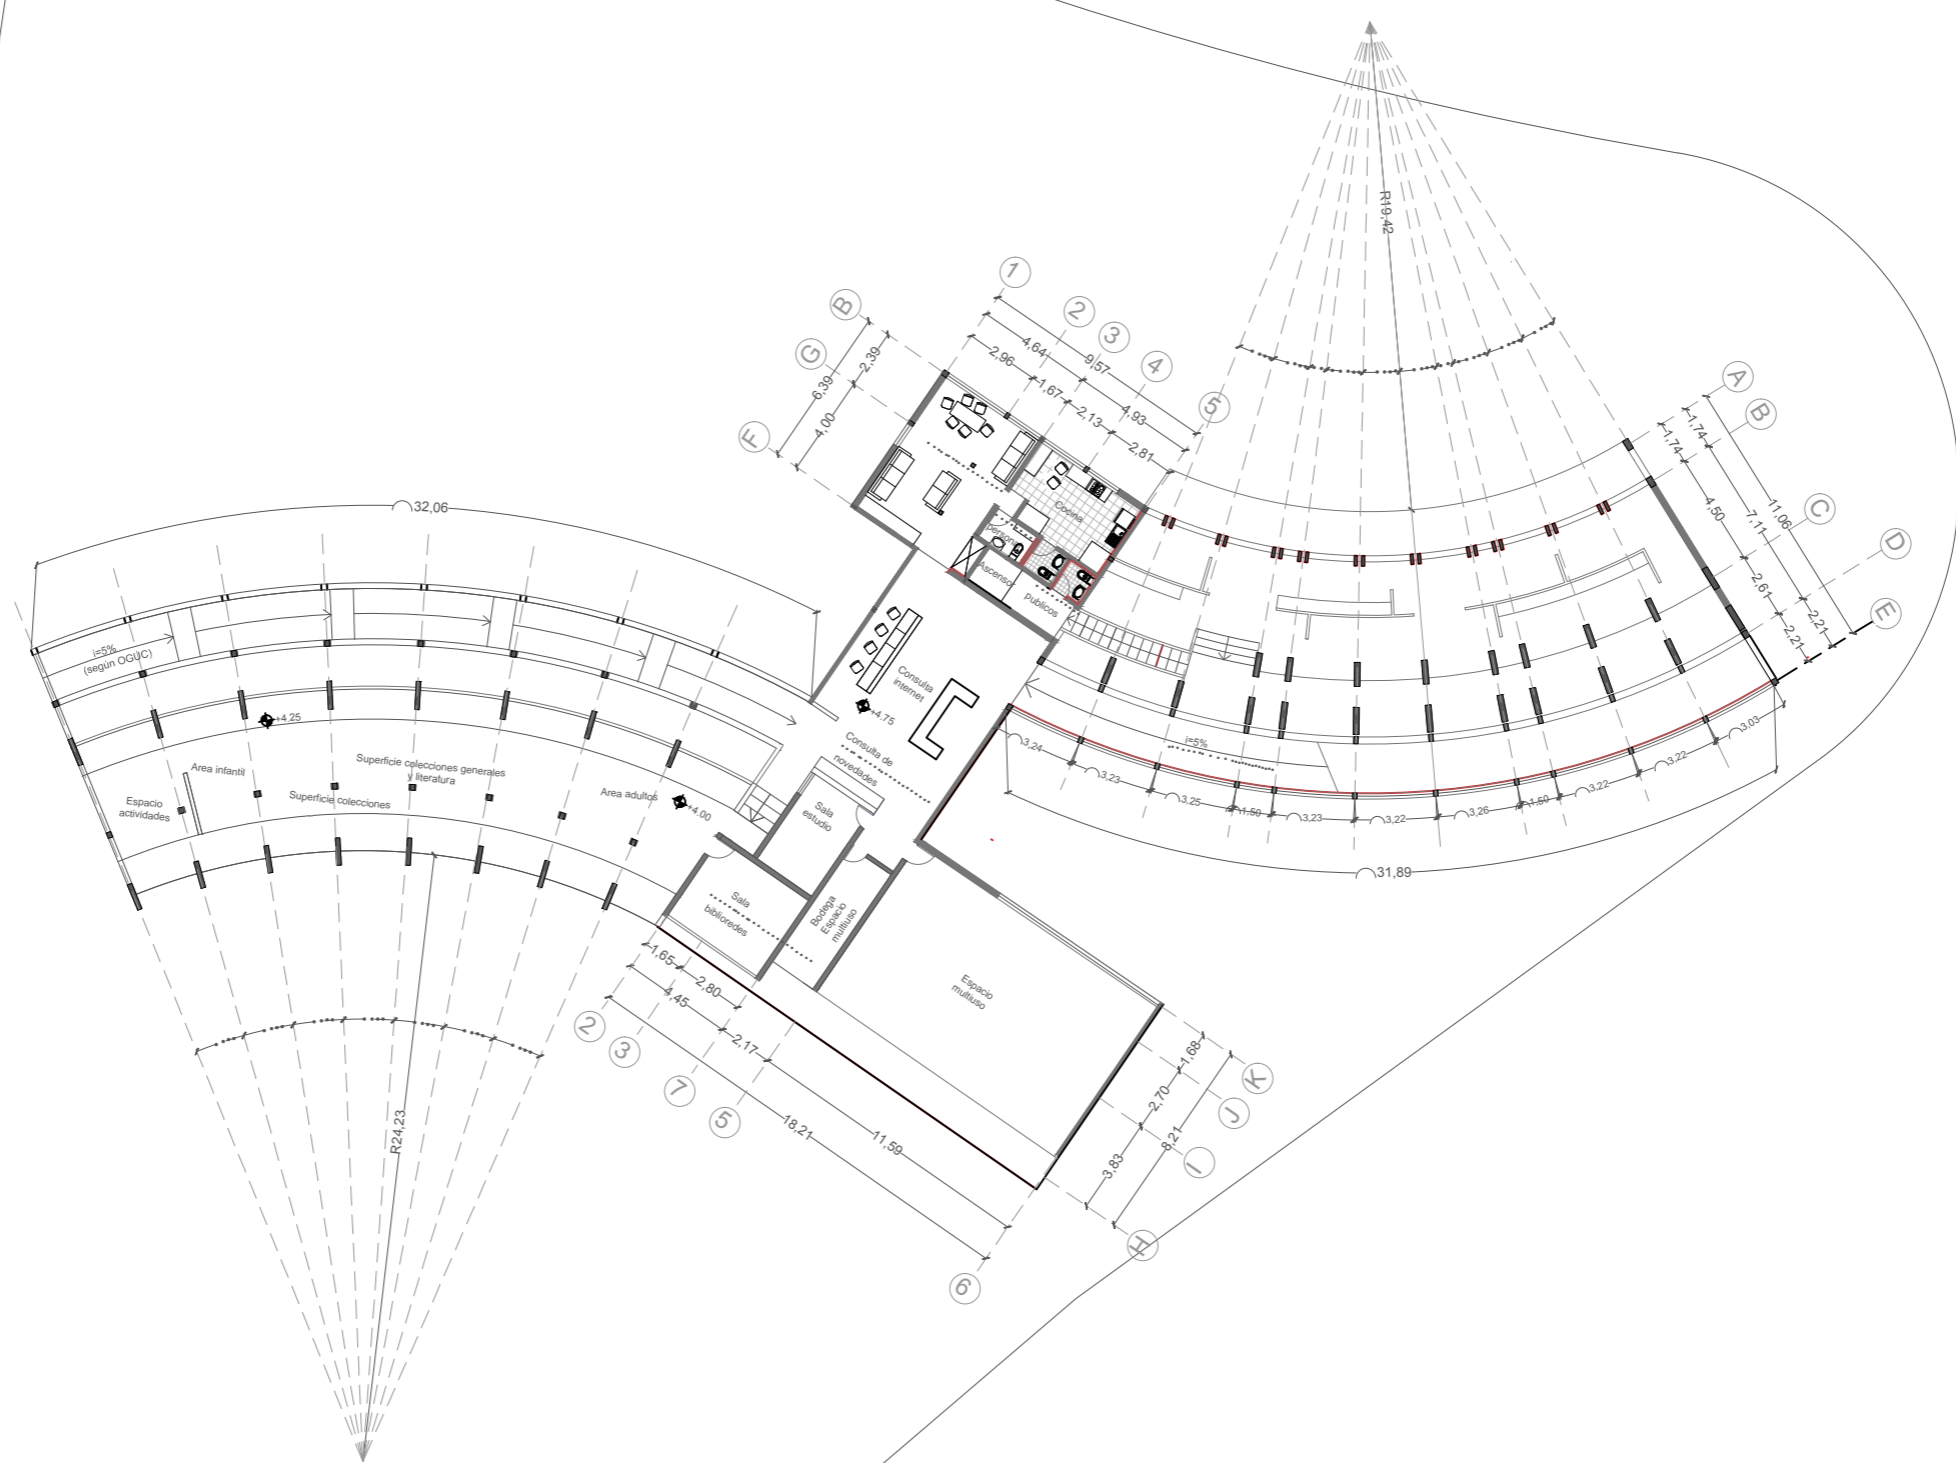 R19,42
1
2
3
4
5
B
G
F
9,57
4,64
4,93
2,96
1,67
2,13
2,81
2,39
6,39
4,00
A
B
C
D
E
1,74
1,74
4,50
7,11
11,06
2,61
2,21
2,21
32,06
i=5%
(según OGUC)
+4,25
Area infantil
Espacio
actividades
Superficie colecciones generales
y literatura
Superficie colecciones
Area adultos
+4,00
Cocina
Ascensor
publicos
Consulta
internet
+4,75
Consulta de
novedades
Sala
estudio
Sala
biblioredes
Bodega
Espacio
multiuso
Espacio
multiuso
i=5%
3,24
3,23
3,25
1,50
3,23
3,22
3,26
1,50
3,22
3,22
3,03
31,89
1,65
2,80
4,45
2,17
11,59
18,21
2
3
7
5
6
1,68
2,70
3,83
8,21
K
J
I
H
R24,23